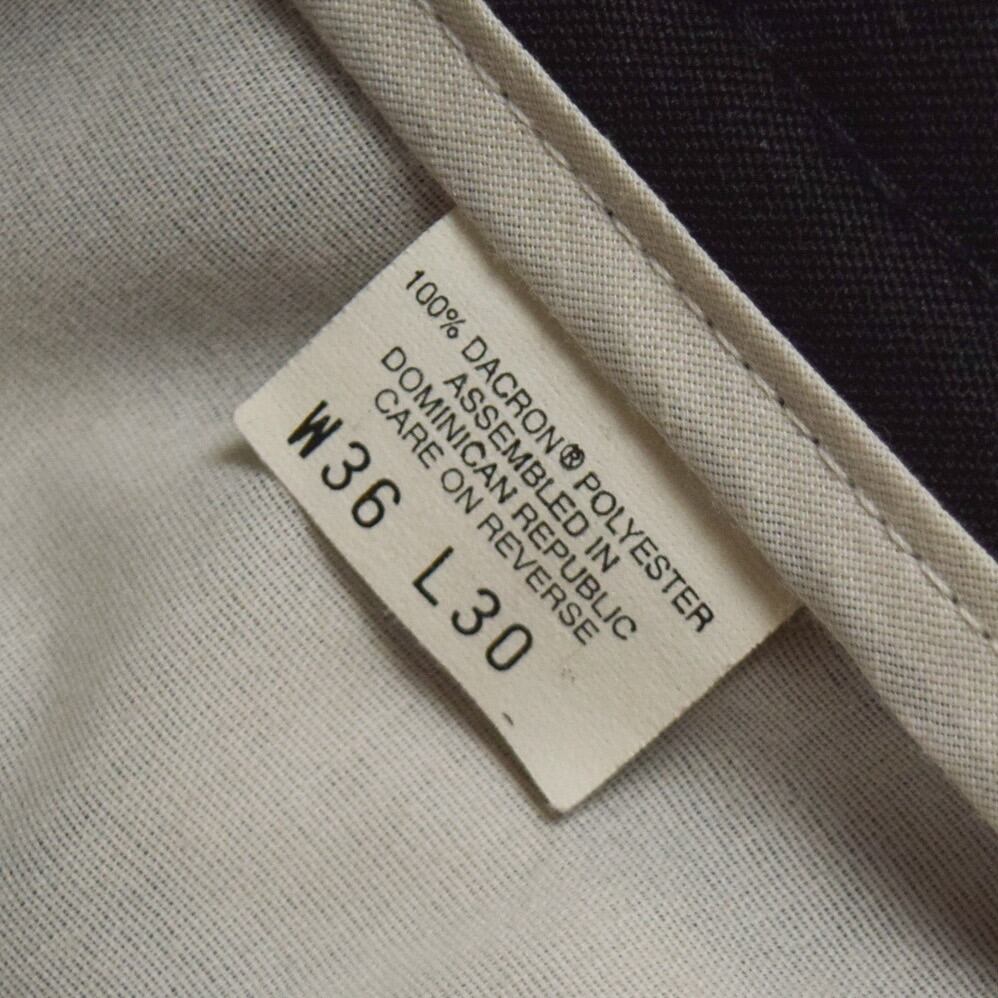 100% DACRON® POLYESTER
ASSEMBLED IN
DOMINICAN REPUBLIC
CARE ON REVERSE
W36 L30